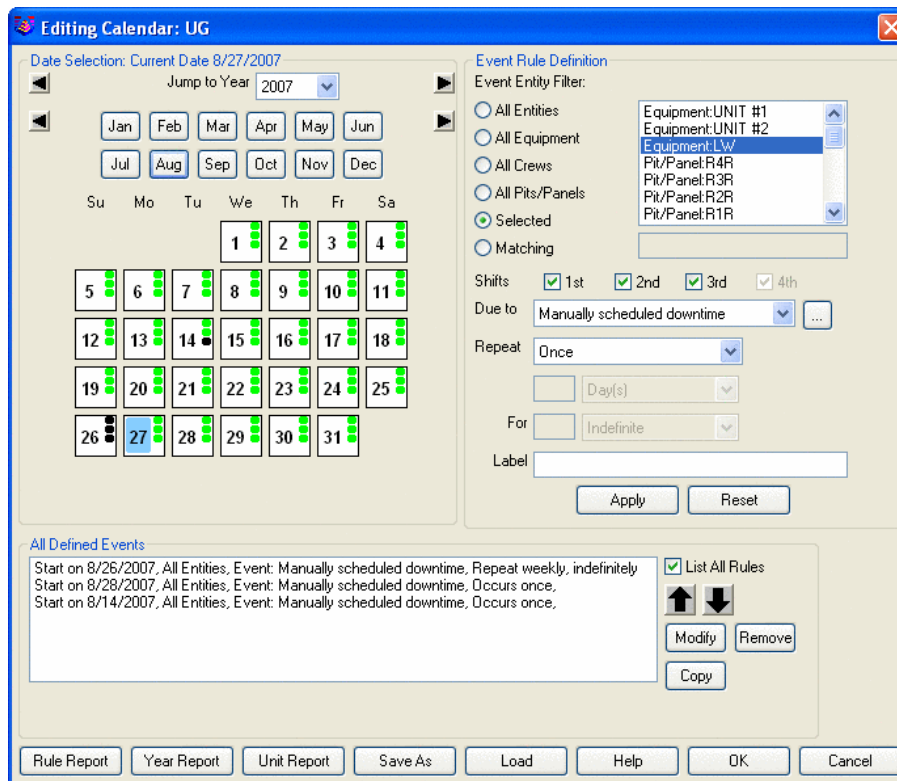 Editing Calendar: UG
Date Selection: Current Date 8/27/2007
Jump to Year 2007
Jan Feb Mar Apr May Jun
Jul Aug Sep Oct Nov Dec
Su Mo Tu We Th Fr Sa
1 2 3 4
5 6 7 8 9 10 11
12 13 14 15 16 17 18
19 20 21 22 23 24 25
26 27 28 29 30 31
Event Rule Definition
Event Entity Filter:
All Entities
All Equipment
All Crews
All Pits/Panels
Selected
Matching
Equipment:UNIT #1
Equipment:UNIT #2
Equipment:LW
Pit/Panel:R4R
Pit/Panel:R3R
Pit/Panel:R2R
Pit/Panel:R1R
Shifts 1st 2nd 3rd 4th
Due to Manually scheduled downtime ...
Repeat Once
Day(s)
For Indefinite
Label
Apply Reset
All Defined Events
Start on 8/26/2007, All Entities, Event: Manually scheduled downtime, Repeat weekly, indefinitely
Start on 8/28/2007, All Entities, Event: Manually scheduled downtime, Occurs once,
Start on 8/14/2007, All Entities, Event: Manually scheduled downtime, Occurs once,
List All Rules
Modify Remove
Copy
Rule Report Year Report Unit Report Save As Load Help OK Cancel